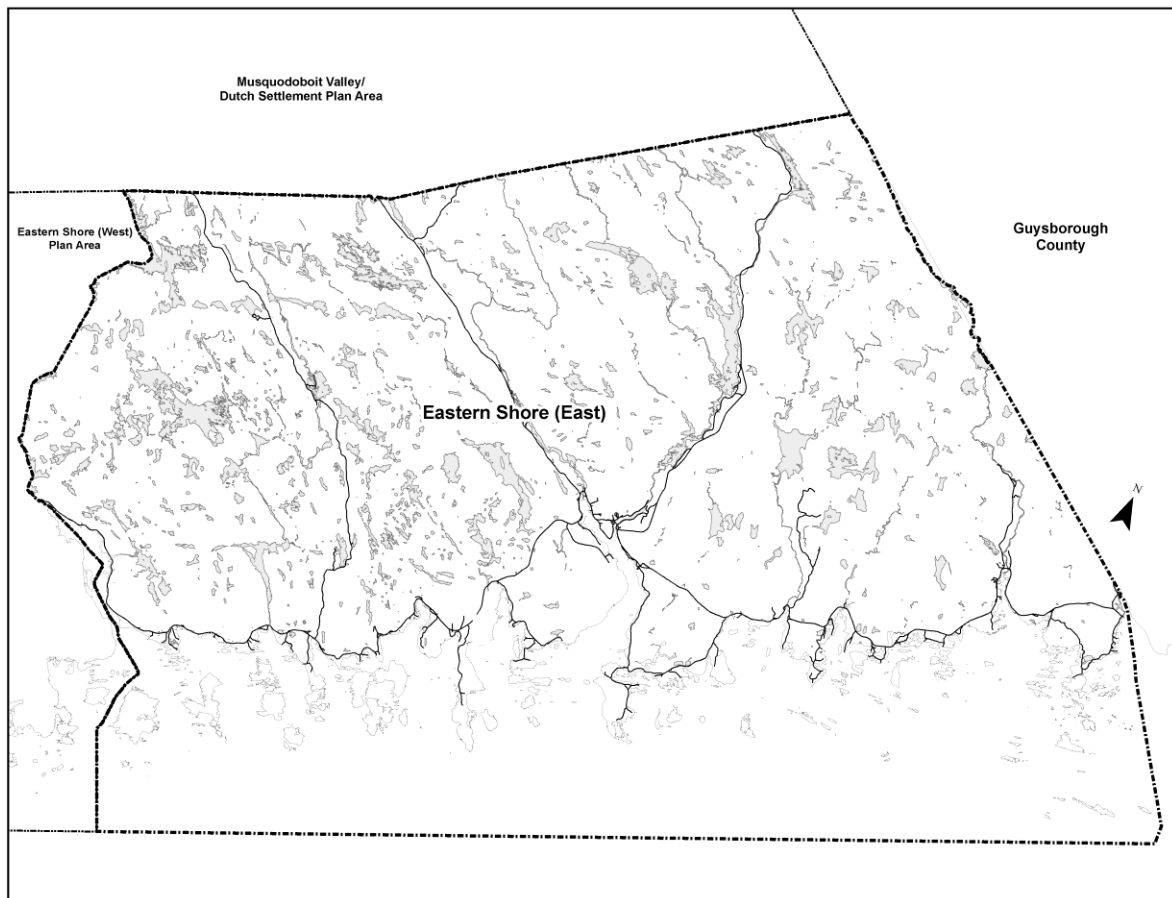 Musquodoboit Valley/
Dutch Settlement Plan Area
Eastern Shore (West)
Plan Area
Guysborough
County
Eastern Shore (East)
N